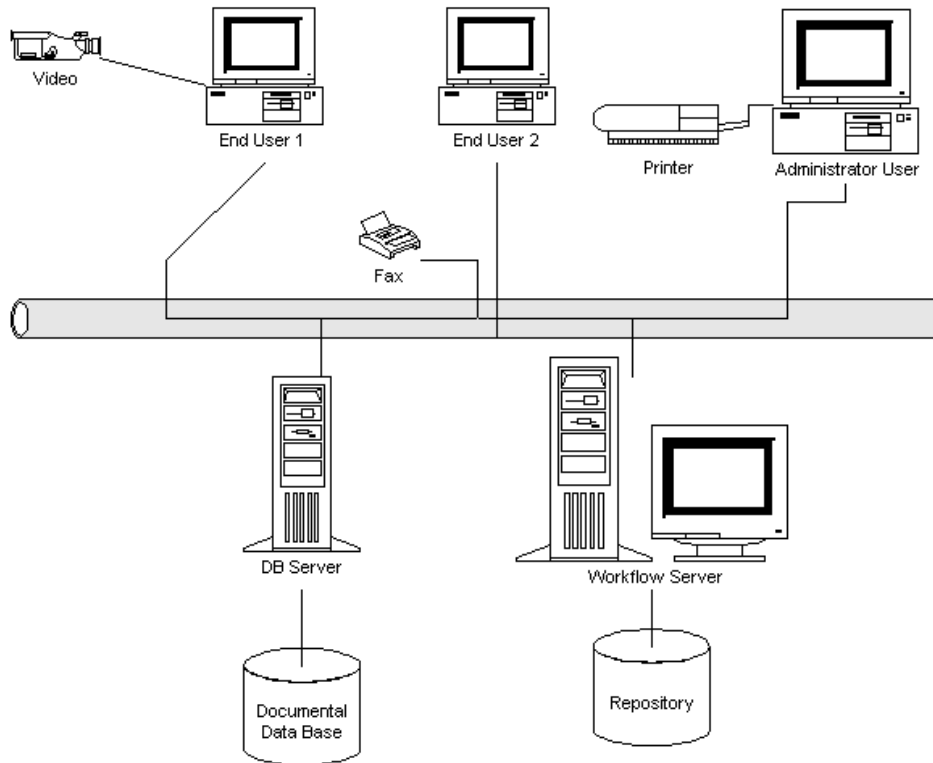 Video
End User 1
End User 2
Printer
Administrator User
Fax
DB Server
Workflow Server
Documental
Data Base
Repository